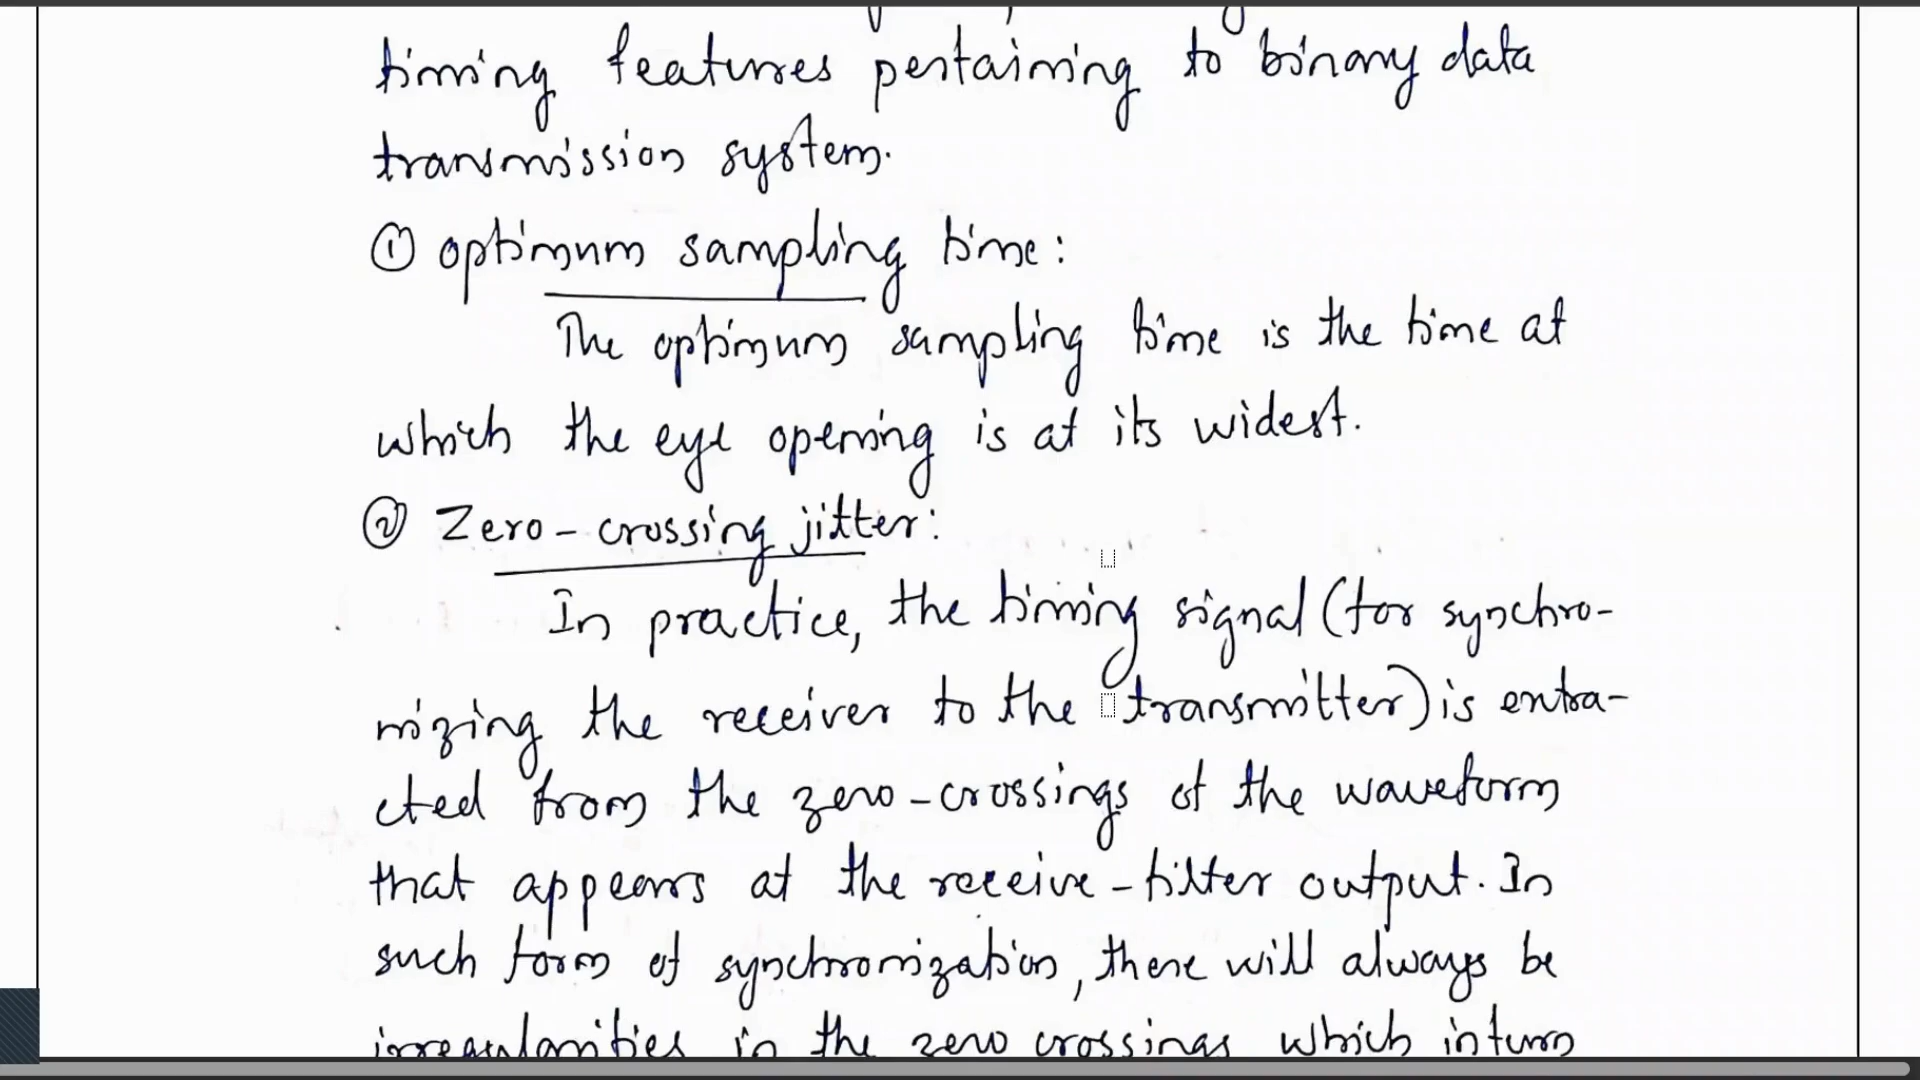 timing features pertaining to binary data
transmission system.
① optimum sampling time:
The optimum sampling time is the time at
which the eye opening is at its widest.
② Zero-crossing jitter:
In practice, the timing signal (for synchro-
nizing the receiver to the transmitter) is extra-
cted from the zero-crossings of the waveform
that appears at the receive-filter output. In
such form of synchronization, there will always be
irregularities in the zero crossings which inturn